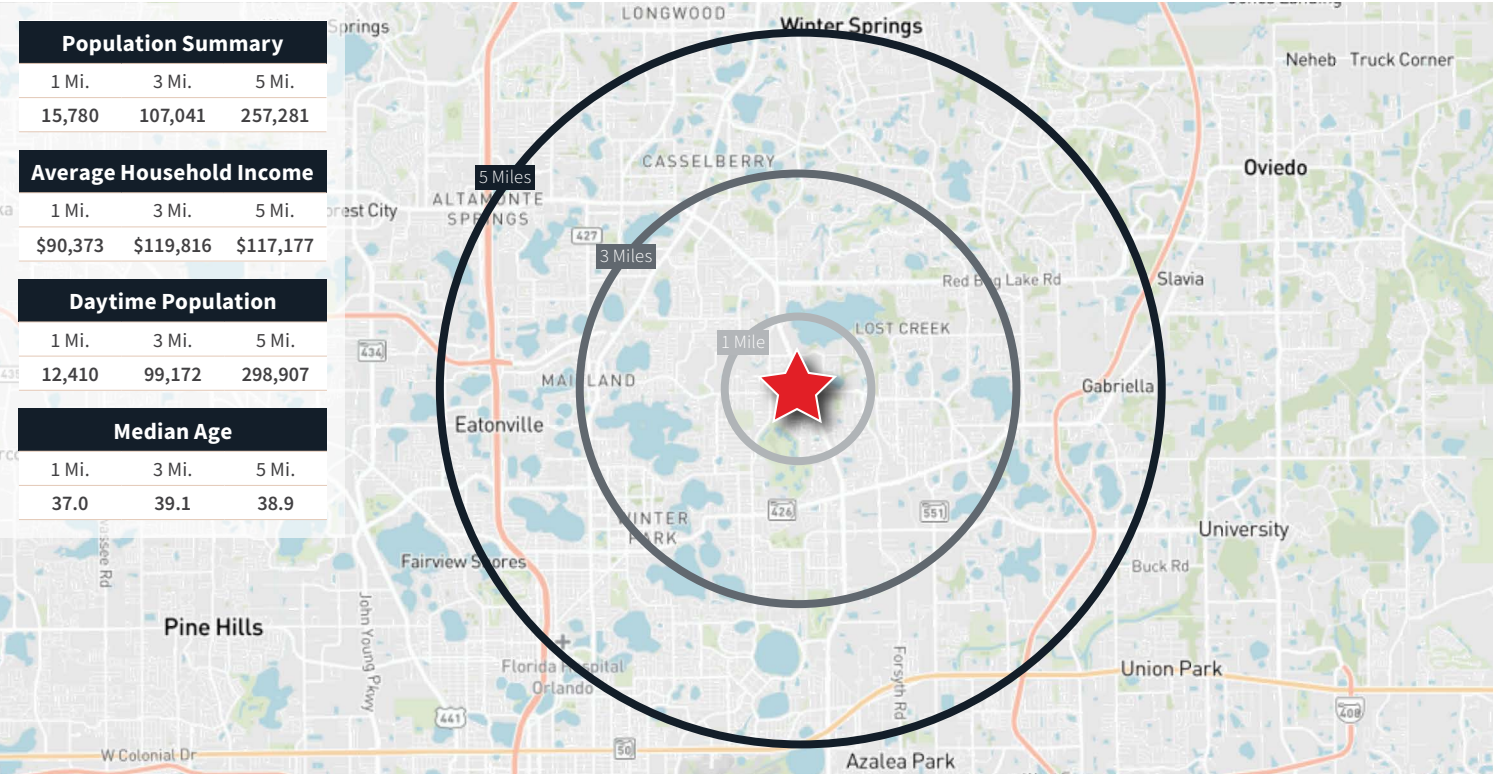 Population Summary
1 Mi. 3 Mi. 5 Mi.
15,780 107,041 257,281
Average Household Income
1 Mi. 3 Mi. 5 Mi.
$90,373 $119,816 $117,177
Daytime Population
1 Mi. 3 Mi. 5 Mi.
12,410 99,172 298,907
Median Age
1 Mi. 3 Mi. 5 Mi.
37.0 39.1 38.9
LONGWOOD
Springs
Winter Springs
Neheb Truck Corner
CASSELBERRY
Oviedo
5 Miles
ALTAMONTE
SPRINGS
427
3 Miles
Red Bug Lake Rd
Slavia
LOST CREEK
1 Mile
434
MAITLAND
Gabriella
Eatonville
426
551
WINTER
PARK
University
Fairview Shores
Buck Rd
John Young Pkwy
Pine Hills
Florida Hospital
Orlando
Forsyth Rd
Union Park
441
408
50
W Colonial Dr
Azalea Park